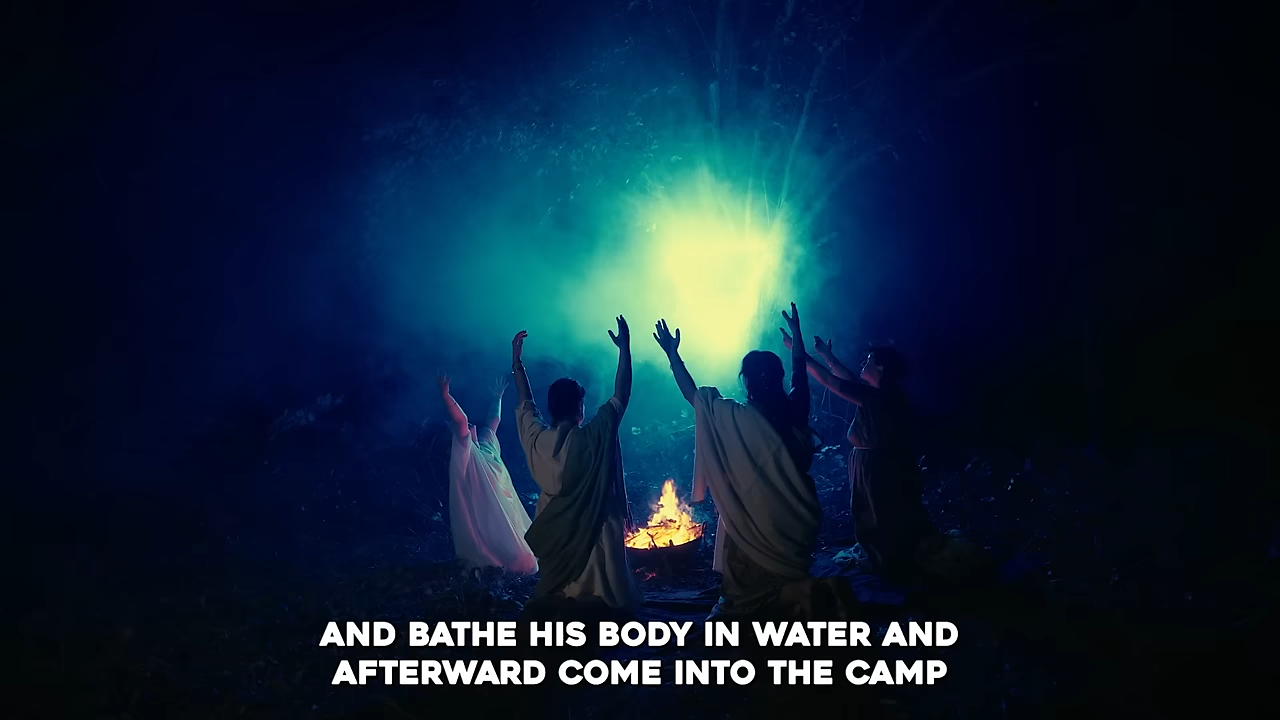 AND BATHE HIS BODY IN WATER AND
AFTERWARD COME INTO THE CAMP